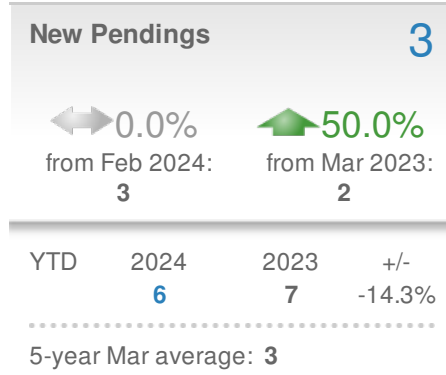 New Pendings 3
0.0% 50.0%
from Feb 2024: from Mar 2023:
3 2
YTD 2024 2023 +/-
6 7 -14.3%
5-year Mar average: 3